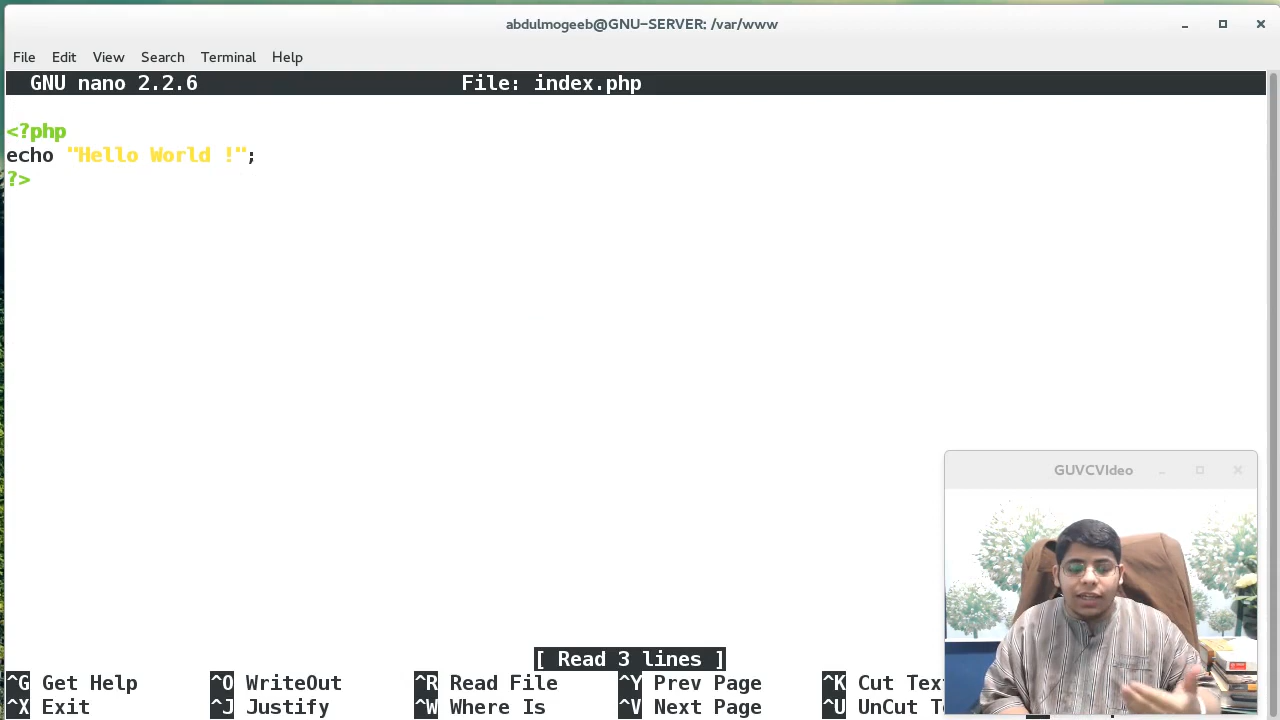 abdulmogeeb@GNU-SERVER: /var/www
File Edit View Search Terminal Help
GNU nano 2.2.6 File: index.php
<?php
echo "Hello World !";
?>
GUVCVIdeo
[ Read 3 lines ]
^G Get Help ^O WriteOut ^R Read File ^Y Prev Page ^K Cut Tex
^X Exit ^J Justify ^W Where Is ^V Next Page ^U UnCut T